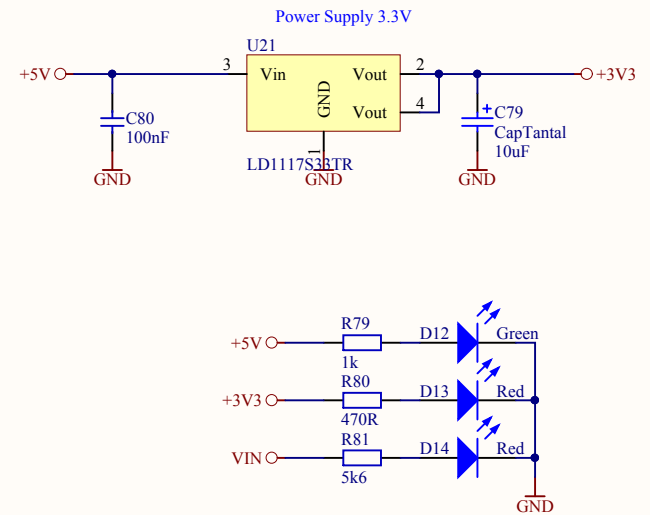 Power Supply 3.3V
U21
+5V
3
Vin
Vout
2
+3V3
GND
Vout
4
C80
100nF
C79
CapTantal
10uF
1
LD1117S33TR
GND
GND
GND
R79
+5V
D12
Green
1k
R80
+3V3
D13
Red
470R
R81
VIN
D14
Red
5k6
GND